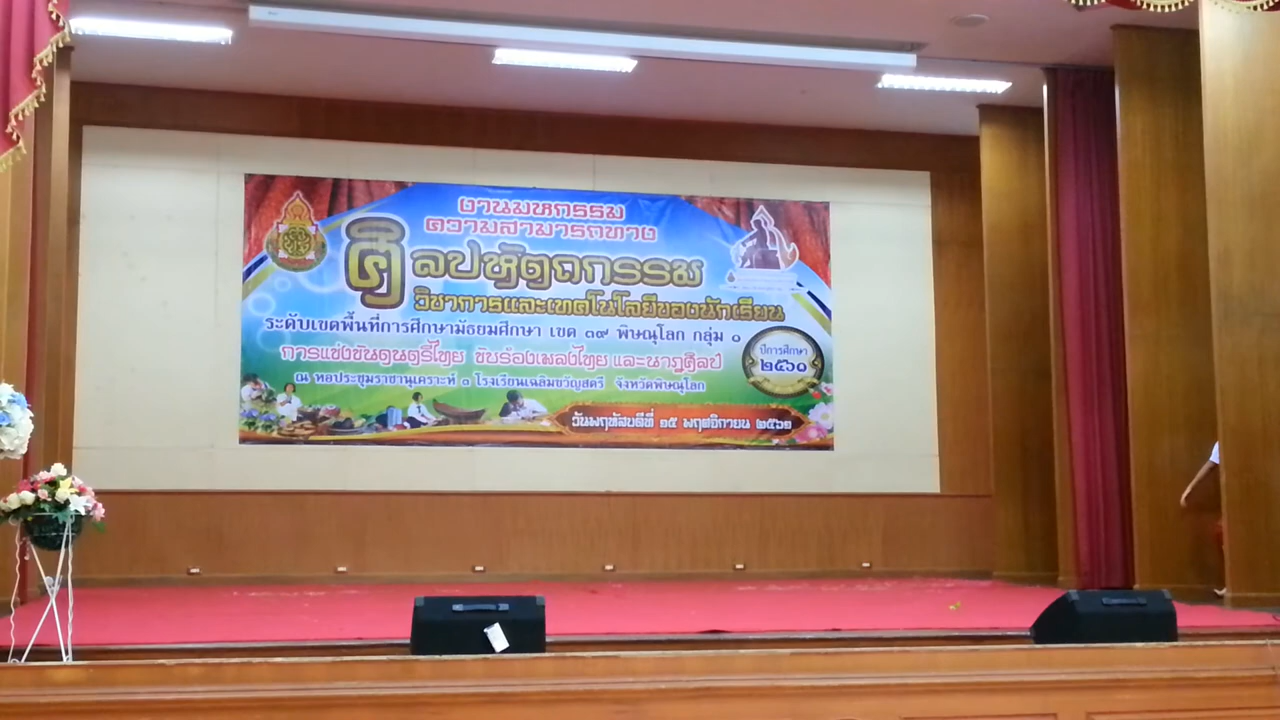 งานมหกรรม
ความสามารถทาง
ศิลปหัตถกรรม
วิชาการและเทคโนโลยีของนักเรียน
ระดับเขตพื้นที่การศึกษามัธยมศึกษา เขต ๓๙ พิษณุโลก กลุ่ม ๑
การแข่งขันดนตรีไทย ขับร้องเพลงไทย และนาฏศิลป์
ปีการศึกษา
๒๕๖๑
ณ หอประชุมราชานุเคราะห์ ๑ โรงเรียนเฉลิมขวัญสตรี จังหวัดพิษณุโลก
วันพฤหัสบดีที่ ๑๕ พฤศจิกายน ๒๕๖๑